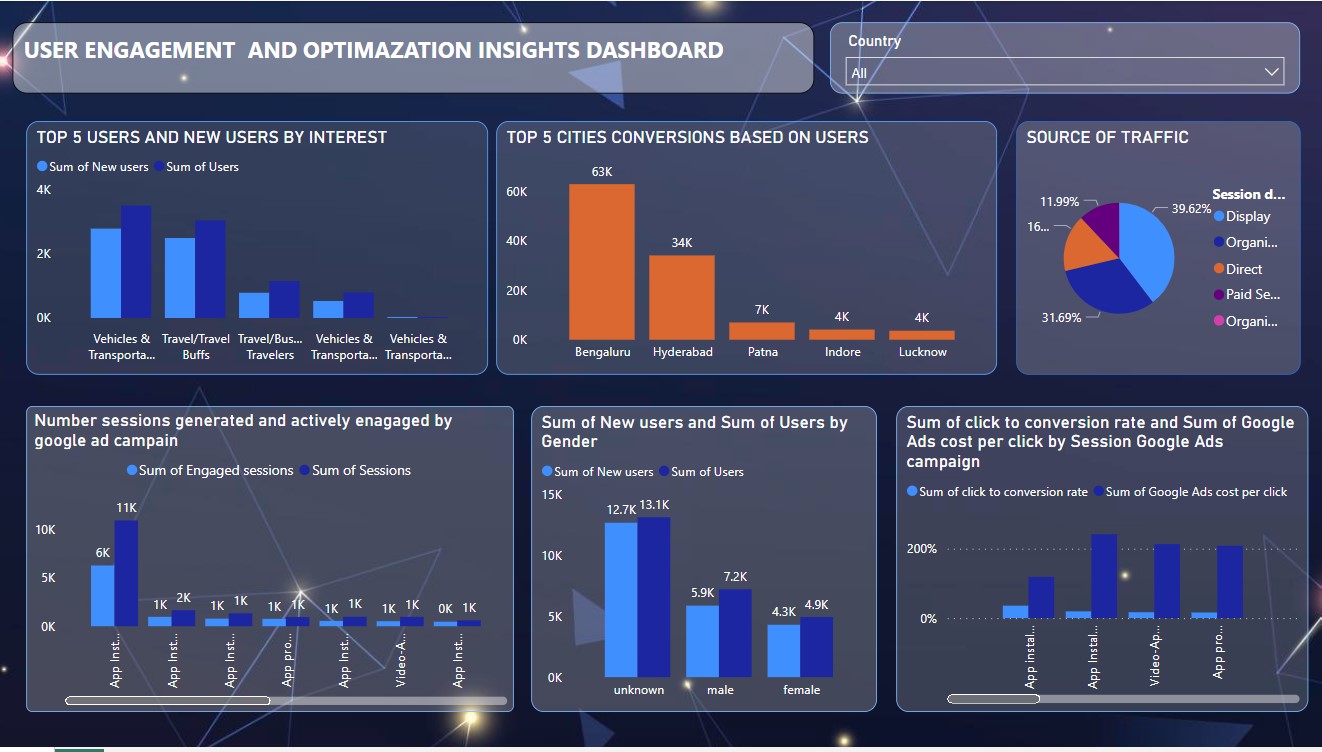 USER ENGAGEMENT  AND OPTIMAZATION INSIGHTS DASHBOARD
Country
All
TOP 5 USERS AND NEW USERS BY INTEREST
Sum of New users Sum of Users
4K
2K
0K
Vehicles & Transporta...
Travel/Travel Buffs
Travel/Bus... Travelers
Vehicles & Transporta...
Vehicles & Transporta...
TOP 5 CITIES CONVERSIONS BASED ON USERS
60K
40K
20K
0K
63K
34K
7K
4K
4K
Bengaluru
Hyderabad
Patna
Indore
Lucknow
SOURCE OF TRAFFIC
11.99%
16...
31.69%
39.62%
Session d...
Display
Organi...
Direct
Paid Se...
Organi...
Number sessions generated and actively enagaged by
google ad campain
Sum of Engaged sessions Sum of Sessions
10K
5K
0K
6K 11K
1K 2K
1K 1K
1K 1K
1K 1K
1K 1K
0K 1K
App Inst...
App Inst...
App Inst...
App pro...
App Inst...
Video-A...
App Inst...
Sum of New users and Sum of Users by
Gender
Sum of New users Sum of Users
15K
10K
5K
0K
12.7K 13.1K
5.9K 7.2K
4.3K 4.9K
unknown
male
female
Sum of click to conversion rate and Sum of Google
Ads cost per click by Session Google Ads
campaign
Sum of click to conversion rate Sum of Google Ads cost per click
200%
0%
App instal...
App Instal...
Video-Ap...
App pro...